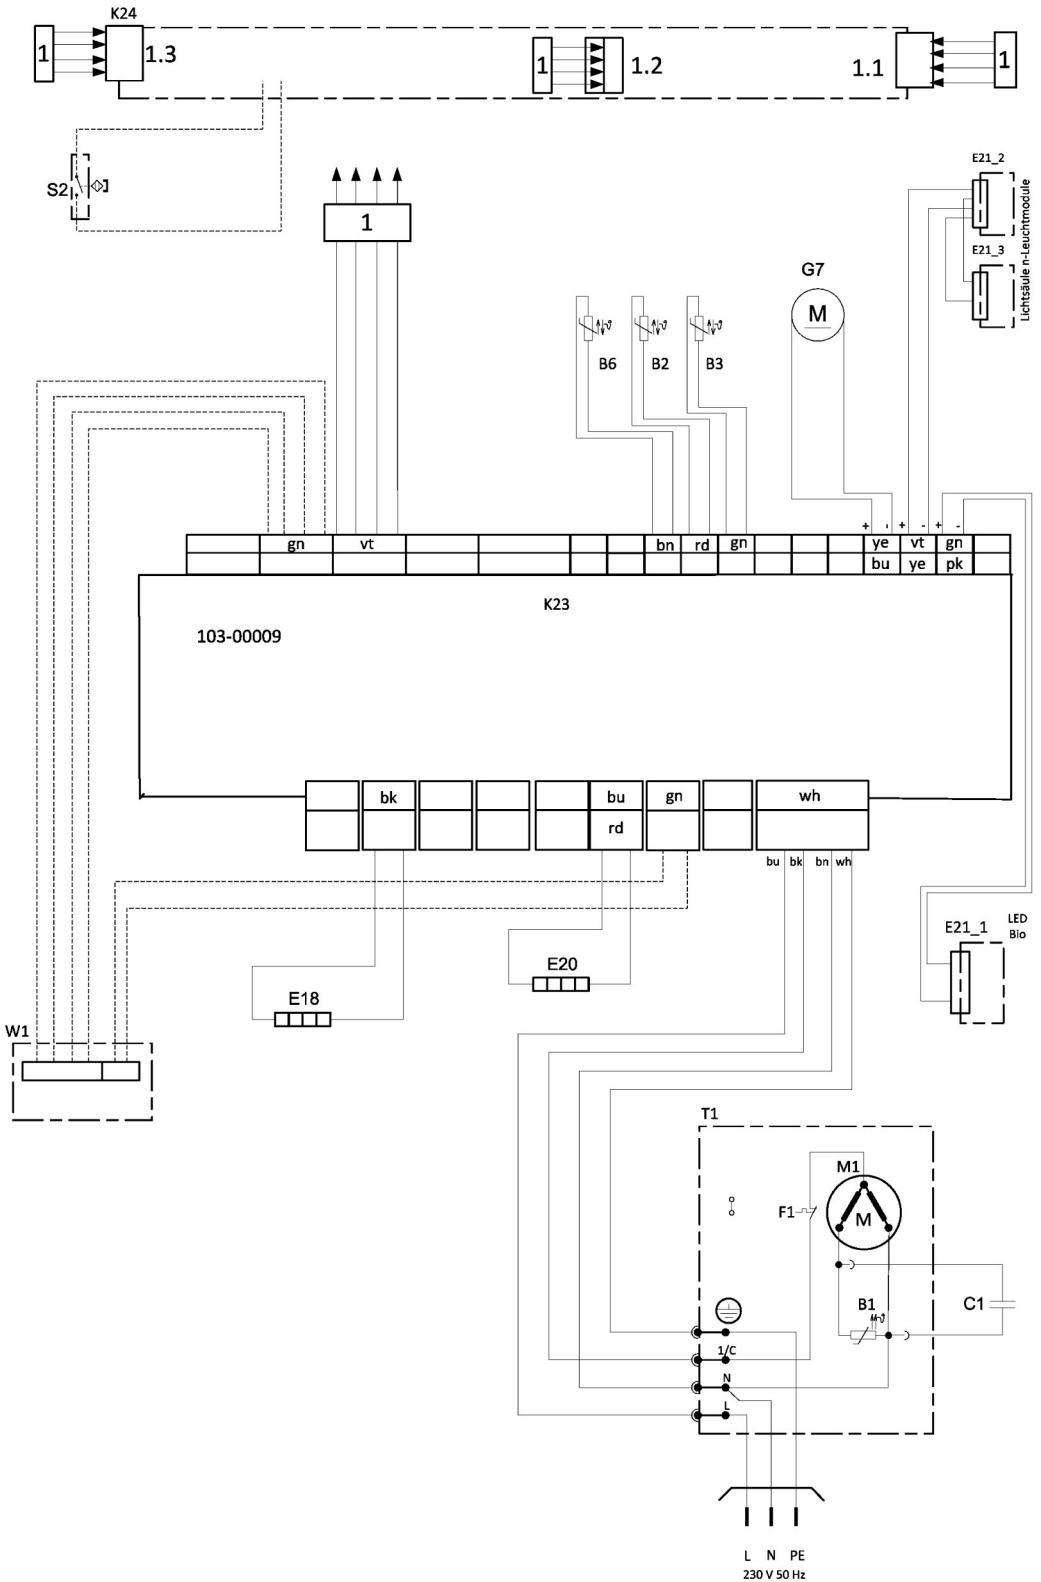 K24
1
1.3
1
1.2
1.1
1
S2
1
E21_2
E21_3
Lichtsäule n-Leuchtmodule
G7
M
B6
B2
B3
+ - + - + -
gn
vt
bn
rd
gn
ye
vt
gn
bu
ye
pk
K23
103-00009
bk
bu
gn
wh
rd
bu
bk
bn
wh
LED
Bio
E21_1
E20
E18
W1
T1
M1
F1
M
B1
C1
1/C
N
L
L N PE
230 V 50 Hz